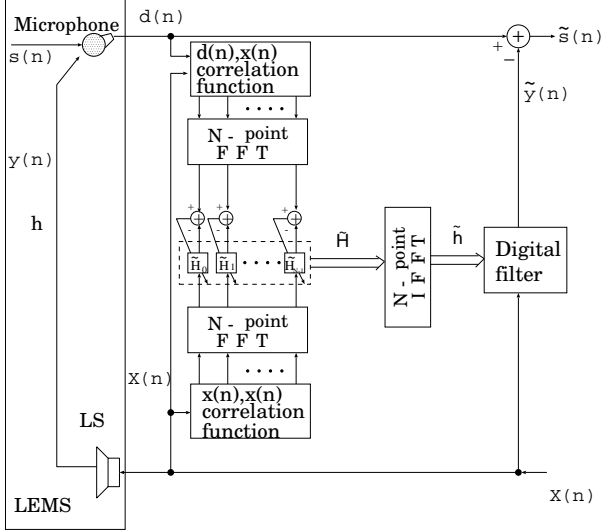 Microphone
d(n)
s(n)
+
+
−
s̃(n)
d(n),x(n)
correlation
function
ỹ(n)
. . . .
N - point
F F T
y(n)
h
+
-
+
-
+
-
H̃
h̃
H̃0
H̃1
. . . .
N - point
I F F T
Digital
filter
N - point
F F T
X(n)
. . . .
x(n),x(n)
correlation
function
LS
LEMS
X(n)